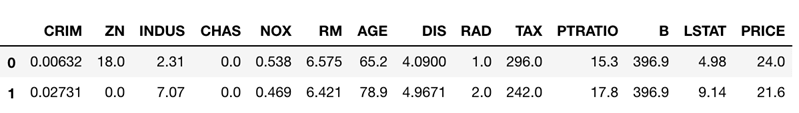 CRIM ZN INDUS CHAS NOX RM AGE DIS RAD TAX PTRATIO B LSTAT PRICE
0 0.00632 18.0 2.31 0.0 0.538 6.575 65.2 4.0900 1.0 296.0 15.3 396.9 4.98 24.0
1 0.02731 0.0 7.07 0.0 0.469 6.421 78.9 4.9671 2.0 242.0 17.8 396.9 9.14 21.6